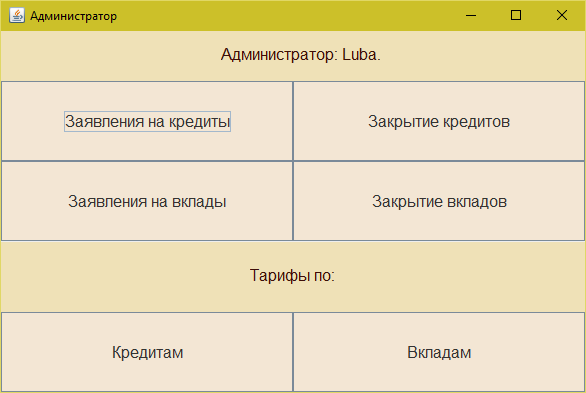 Администратор
Администратор: Luba.
Заявления на кредиты
Закрытие кредитов
Заявления на вклады
Закрытие вкладов
Тарифы по:
Кредитам
Вкладам